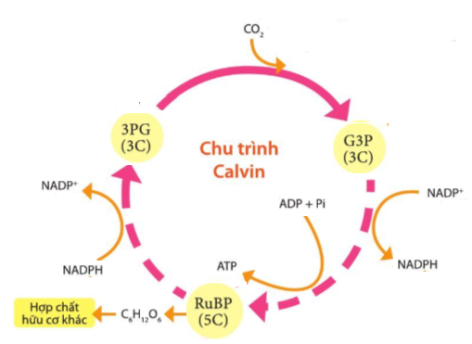 CO₂
3PG
(3C)
G3P
(3C)
Chu trình
Calvin
NADP⁺
NADP⁺
ADP + Pi
NADPH
ATP
NADPH
Hợp chất
hữu cơ khác
C₆H₁₂O₆
RuBP
(5C)